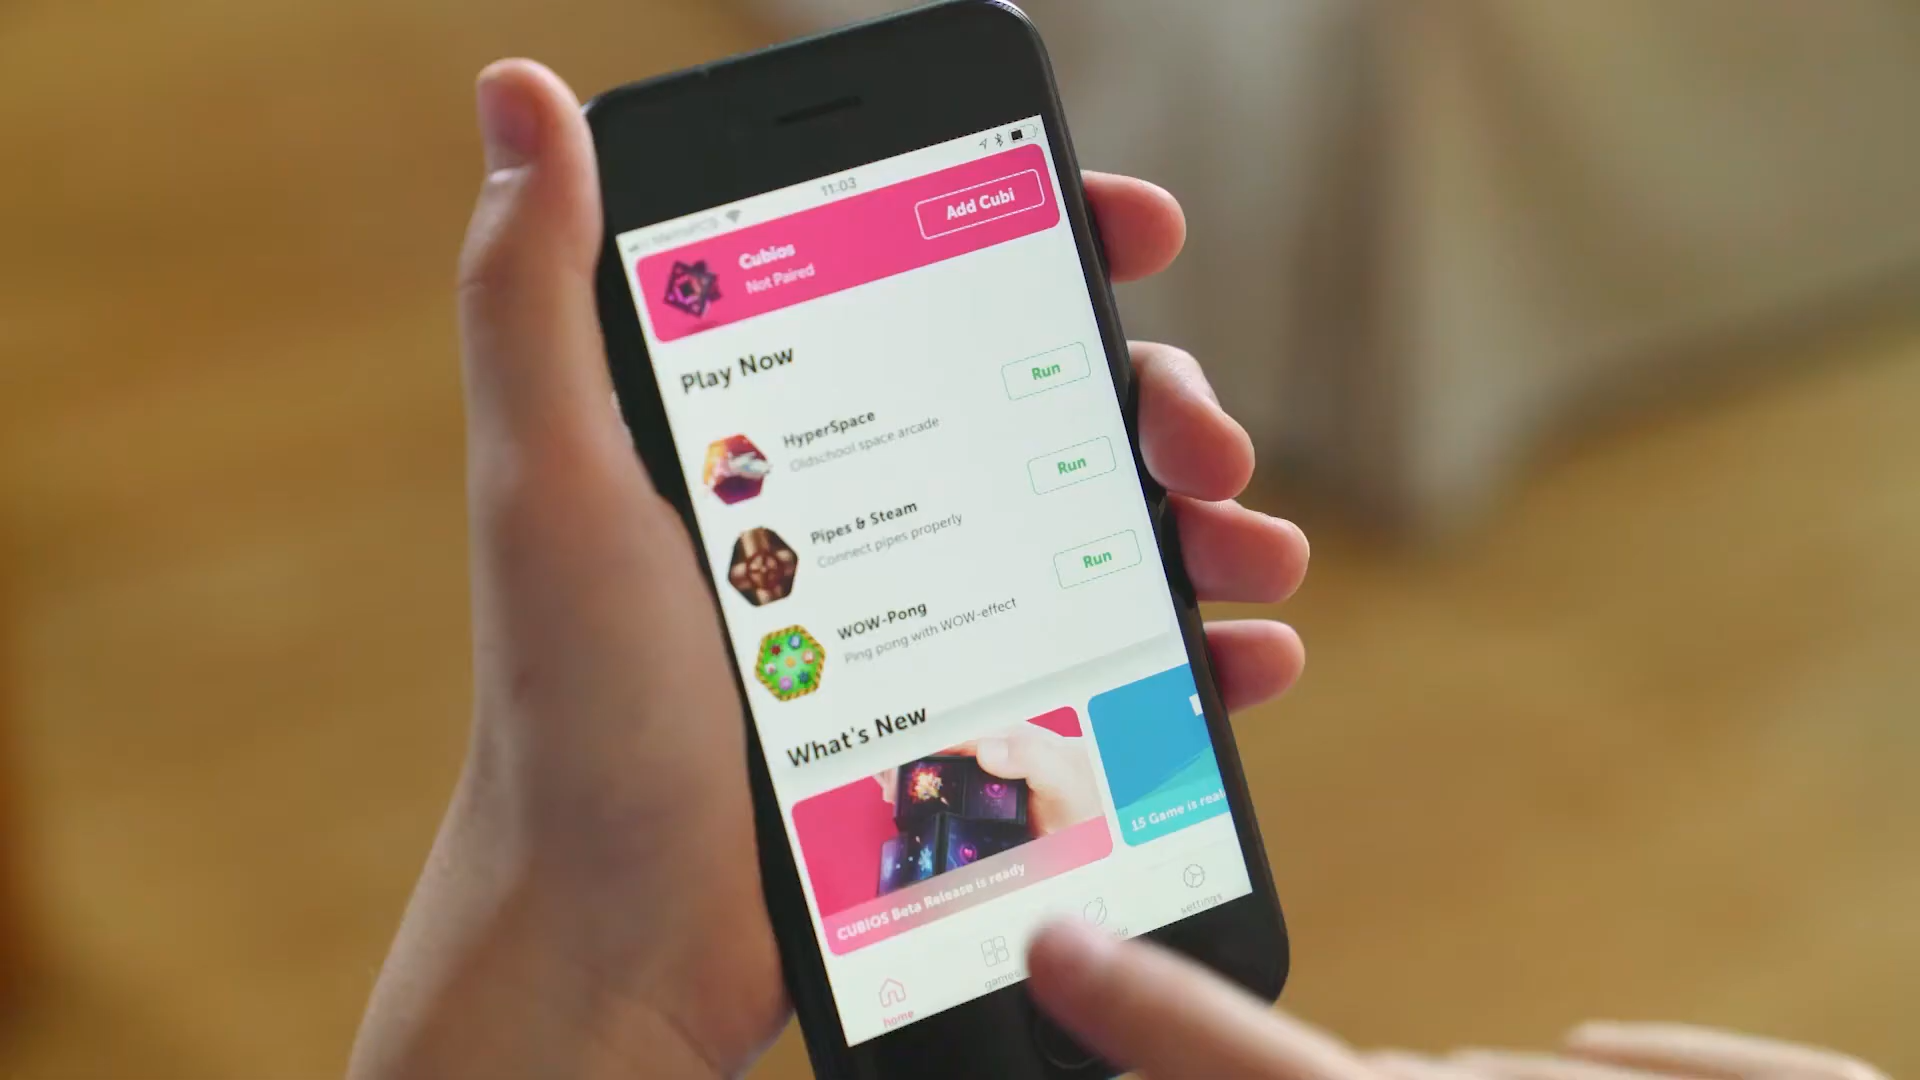 11:03
Cubios
Not Paired
Add Cubi
Play Now
HyperSpace
Oldschool space arcade
Run
Pipes & Steam
Connect pipes properly
Run
WOW-Pong
Ping pong with WOW-effect
Run
What's New
CUBIOS Beta Release is ready
15 Game is real
home
games
settings